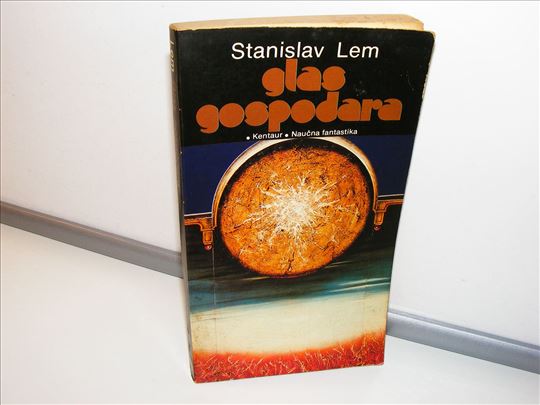 Stanislav Lem
glas
gospodara
• Kentaur • Naučna fantastika